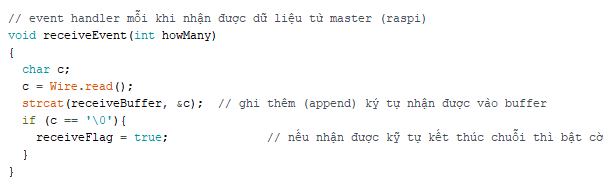 // event handler mỗi khi nhận được dữ liệu từ master (raspi)
void receiveEvent(int howMany)
{
  char c;
  c = Wire.read();
  strcat(receiveBuffer, &c);  // ghi thêm (append) ký tự nhận được vào buffer
  if (c == '\0'){
    receiveFlag = true;              // nếu nhận được kỹ tự kết thúc chuỗi thì bật cờ
  }
}